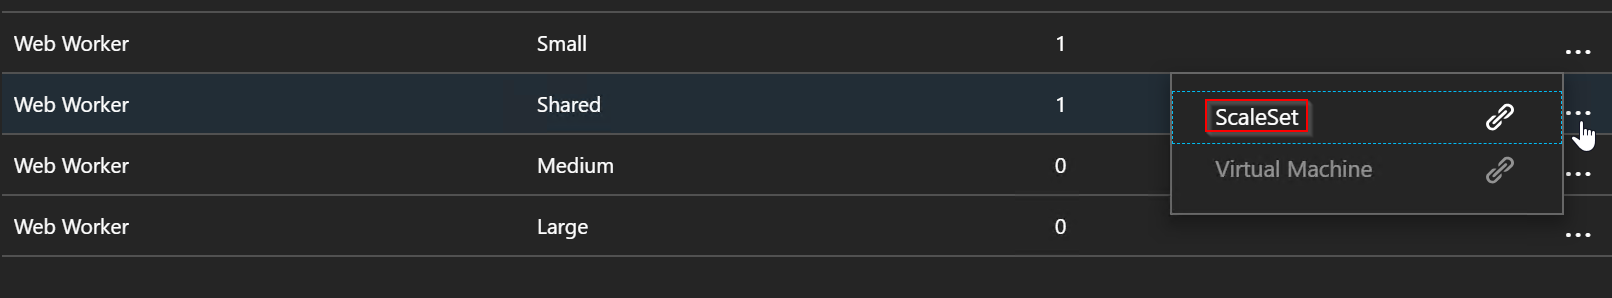 Web Worker Small 1 ...
Web Worker Shared 1 ...
ScaleSet
Web Worker Medium 0 ...
Virtual Machine
Web Worker Large 0 ...